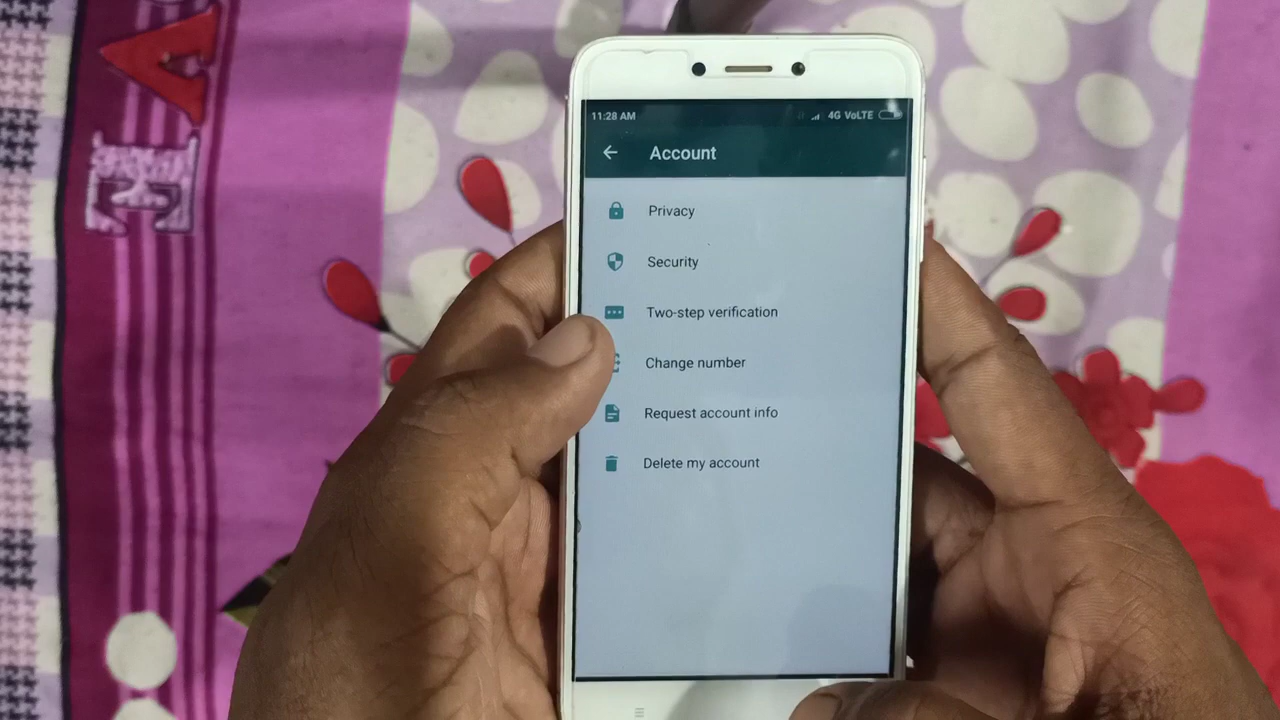 11:28 AM 4G VoLTE
Account
Privacy
Security
Two-step verification
Change number
Request account info
Delete my account